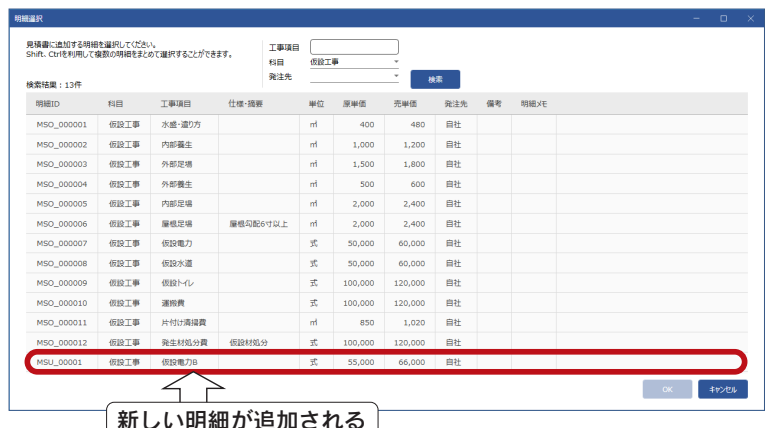 明細選択
見積書に追加する明細を選択してください。
Shift、Ctrlを利用して複数の明細をまとめて選択することができます。
工事項目
科目 仮設工事
発注先
検索
検索結果：13件
明細ID 科目 工事項目 仕様・摘要 単位 原単価 売単価 発注先 備考 明細メモ
MSO_000001 仮設工事 水盛・遣り方 ㎡ 400 480 自社
MSO_000002 仮設工事 内部養生 ㎡ 1,000 1,200 自社
MSO_000003 仮設工事 外部足場 ㎡ 1,500 1,800 自社
MSO_000004 仮設工事 外部養生 ㎡ 500 600 自社
MSO_000005 仮設工事 内部足場 ㎡ 2,000 2,400 自社
MSO_000006 仮設工事 屋根足場 屋根勾配6寸以上 ㎡ 2,000 2,400 自社
MSO_000007 仮設工事 仮設電力 式 50,000 60,000 自社
MSO_000008 仮設工事 仮設水道 式 50,000 60,000 自社
MSO_000009 仮設工事 仮設トイレ 式 100,000 120,000 自社
MSO_000010 仮設工事 運搬費 式 100,000 120,000 自社
MSO_000011 仮設工事 片付け清掃費 ㎡ 850 1,020 自社
MSO_000012 仮設工事 発生材処分費 仮設材処分 式 100,000 120,000 自社
MSU_00001 仮設工事 仮設電力B 式 55,000 66,000 自社
OK キャンセル
新しい明細が追加される